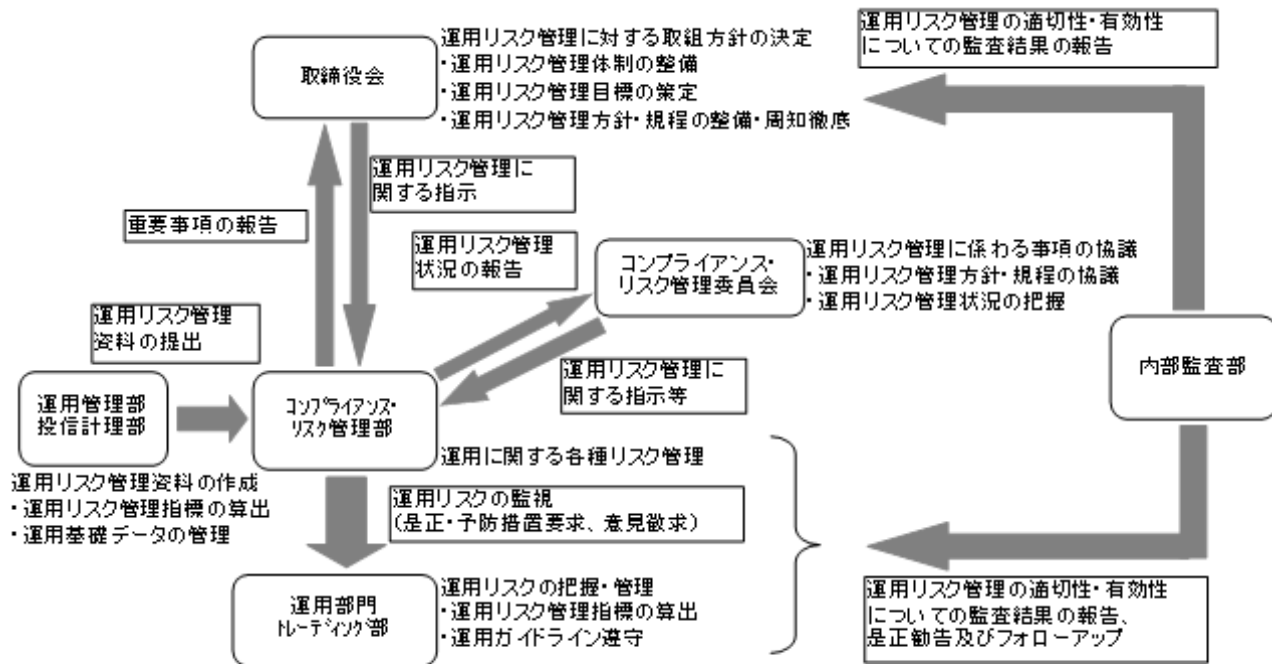 取締役会
運用リスク管理に対する取組方針の決定
・運用リスク管理体制の整備
・運用リスク管理目標の策定
・運用リスク管理方針・規程の整備・周知徹底
運用リスク管理の適切性・有効性
についての監査結果の報告
運用リスク管理に
関する指示
重要事項の報告
運用リスク管理
状況の報告
コンプライアンス・
リスク管理委員会
運用リスク管理に係わる事項の協議
・運用リスク管理方針・規程の協議
・運用リスク管理状況の把握
運用リスク管理
資料の提出
運用リスク管理に
関する指示等
内部監査部
運用管理部
投信計理部
コンプライアンス・
リスク管理部
運用に関する各種リスク管理
運用リスク管理資料の作成
・運用リスク管理指標の算出
・運用基礎データの管理
運用リスクの監視
(是正・予防措置要求、意見徴求)
運用部門
トレーディング部
運用リスクの把握・管理
・運用リスク管理指標の算出
・運用ガイドライン遵守
運用リスク管理の適切性・有効性
についての監査結果の報告、
是正勧告及びフォローアップ